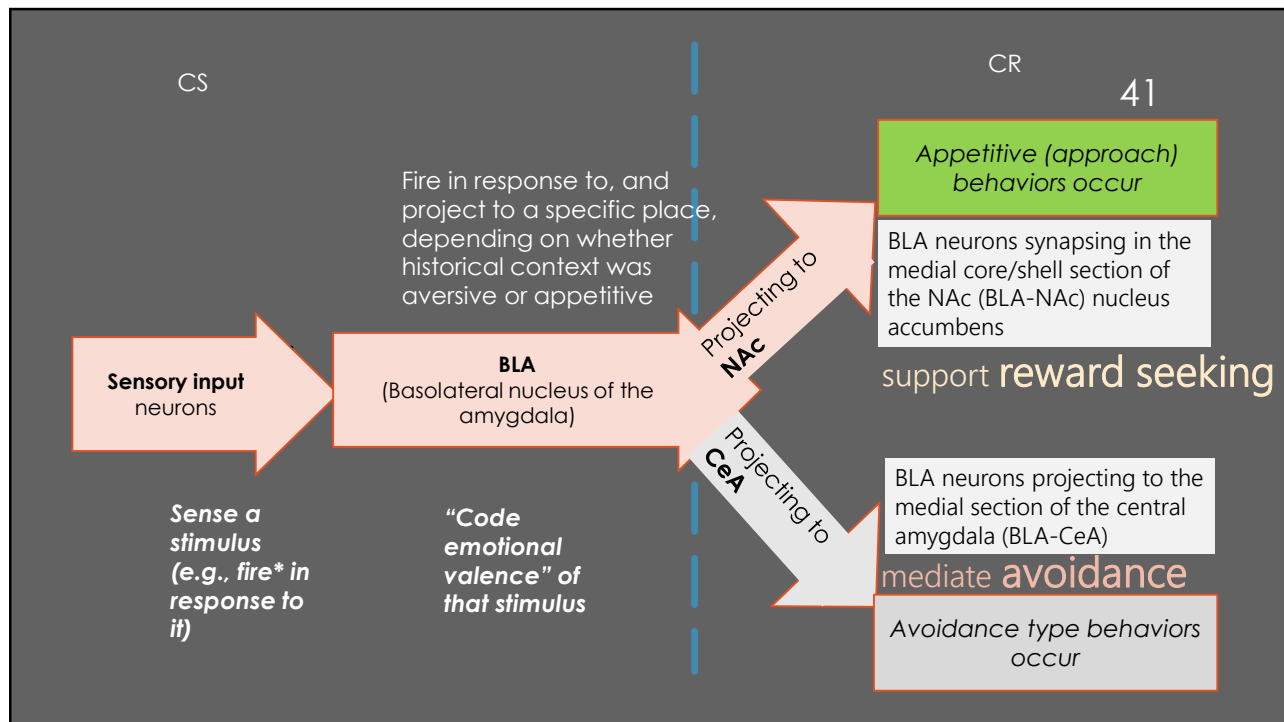 CS
CR
41
Fire in response to, and
project to a specific place,
depending on whether
historical context was
aversive or appetitive
Sensory input
neurons
BLA
(Basolateral nucleus of the
amygdala)
Sense a
stimulus
(e.g., fire* in
response to
it)
“Code
emotional
valence” of
that stimulus
Projecting to
NAc
Projecting to
CeA
Appetitive (approach)
behaviors occur
BLA neurons synapsing in the
medial core/shell section of
the NAc (BLA-NAc) nucleus
accumbens
support reward seeking
BLA neurons projecting to the
medial section of the central
amygdala (BLA-CeA)
mediate avoidance
Avoidance type behaviors
occur